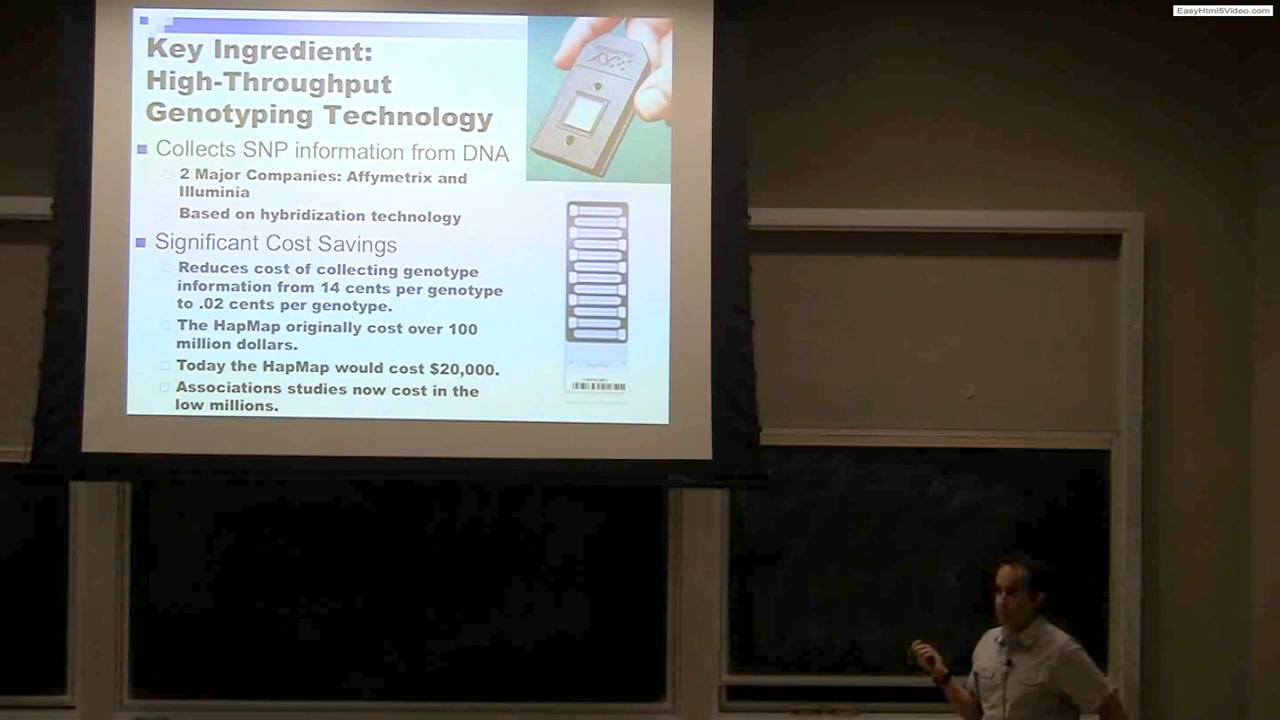 EasyHtml5Video.com
Key Ingredient:
High-Throughput
Genotyping Technology
Collects SNP information from DNA
2 Major Companies: Affymetrix and
Illuminia
Based on hybridization technology
Significant Cost Savings
Reduces cost of collecting genotype
information from 14 cents per genotype
to .02 cents per genotype.
The HapMap originally cost over 100
million dollars.
Today the HapMap would cost $20,000.
Associations studies now cost in the
low millions.